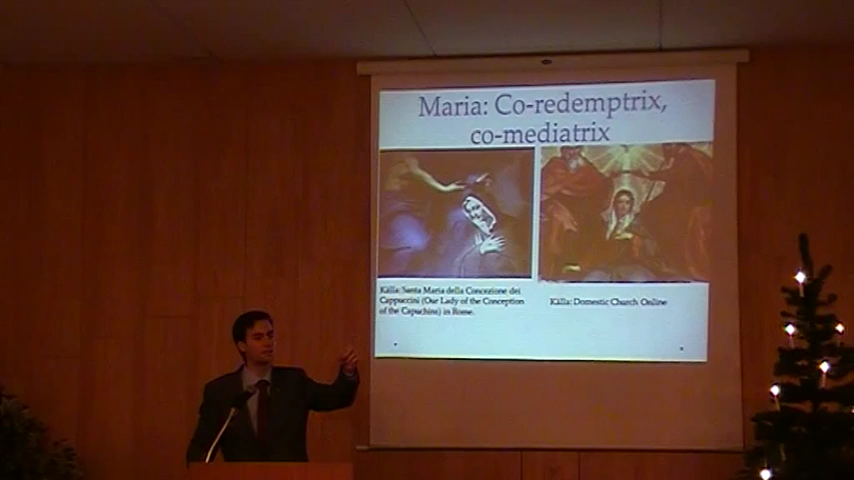 Maria: Co-redemptrix,
co-mediatrix
Källa: Santa Maria della Concezione dei
Cappuccini (Our Lady of the Conception
of the Capuchins) in Rome.
Källa: Domestic Church Online